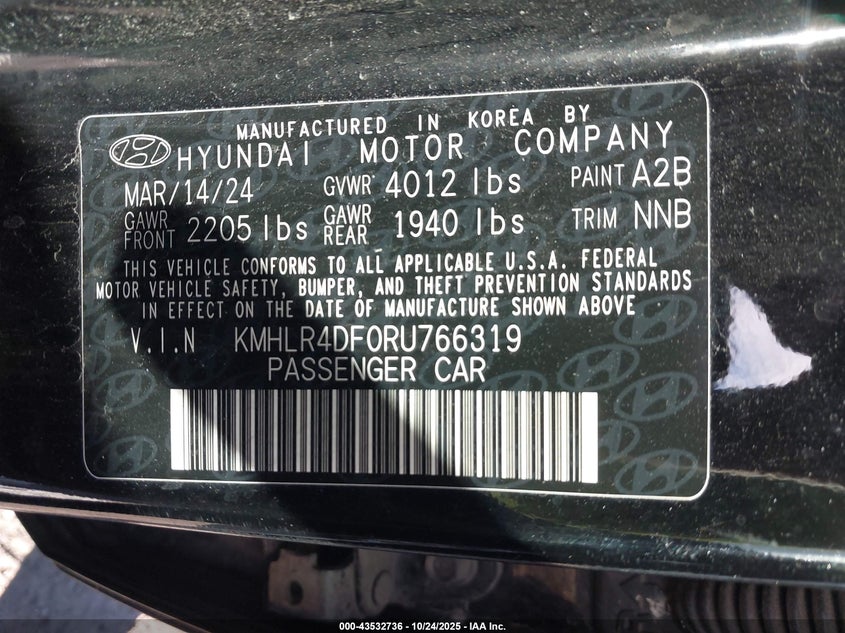 MANUFACTURED IN KOREA BY
HYUNDAI MOTOR COMPANY
MAR/14/24 GVWR 4012 lbs PAINT A2B
GAWR FRONT 2205 lbs GAWR REAR 1940 lbs TRIM NNB
THIS VEHICLE CONFORMS TO ALL APPLICABLE U.S.A. FEDERAL
MOTOR VEHICLE SAFETY, BUMPER, AND THEFT PREVENTION STANDARDS
IN EFFECT ON THE DATE OF MANUFACTURE SHOWN ABOVE
V.I.N KMHLR4DF0RU766319
PASSENGER CAR
000-43532736 - 10/24/2025 - IAA Inc.